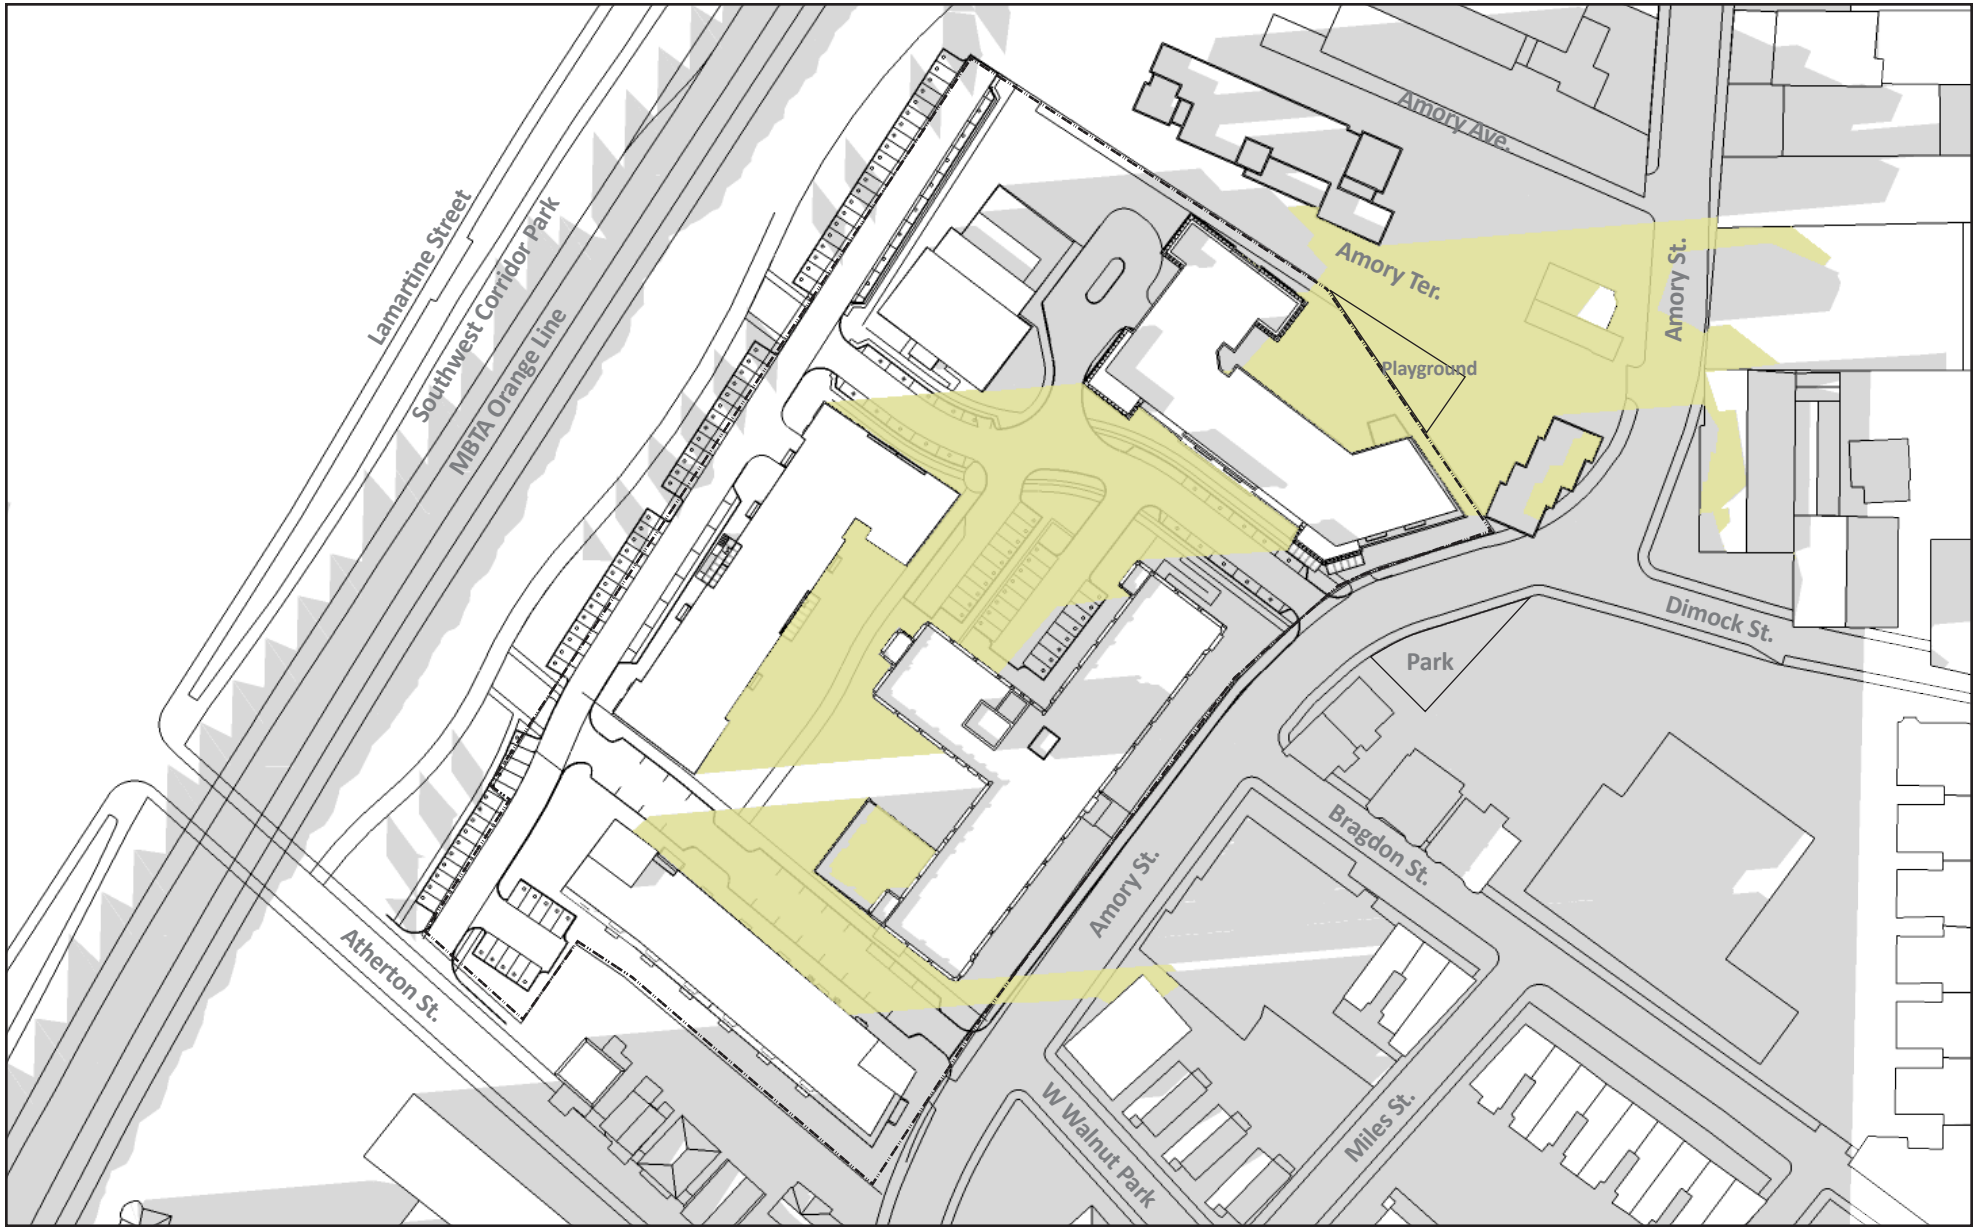 Amory Ave.
Lamartine Street
Southwest Corridor Park
MBTA Orange Line
Amory Ter.
Amory St.
Playground
Dimock St.
Park
Bragdon St.
Amory St.
Atherton St.
W Walnut Park
Miles St.